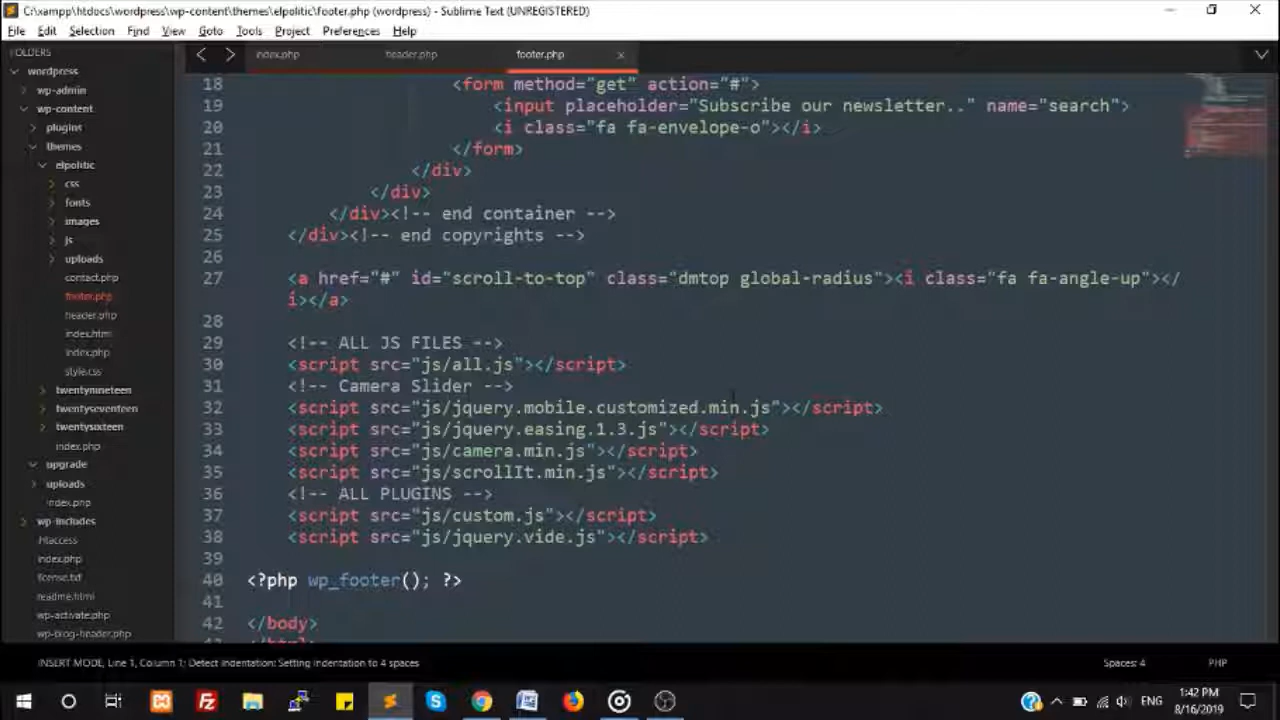 C:\xampp\htdocs\wordpress\wp-content\themes\elpolitic\footer.php (wordpress) - Sublime Text (UNREGISTERED)
File Edit Selection Find View Goto Tools Project Preferences Help
FOLDERS
wordpress
wp-admin
wp-content
plugins
themes
elpolitic
css
fonts
images
js
uploads
contact.php
footer.php
header.php
index.html
index.php
style.css
twentynineteen
twentyseventeen
twentysixteen
index.php
upgrade
uploads
index.php
wp-includes
.htaccess
index.php
license.txt
readme.html
wp-activate.php
wp-blog-header.php
index.php header.php footer.php
18 <form method="get" action="#">
19 <input placeholder="Subscribe our newsletter.." name="search">
20 <i class="fa fa-envelope-o"></i>
21 </form>
22 </div>
23 </div>
24 </div><!-- end container -->
25 </div><!-- end copyrights -->
26
27 <a href="#" id="scroll-to-top" class="dmtop global-radius"><i class="fa fa-angle-up"></
i></a>
28
29 <!-- ALL JS FILES -->
30 <script src="js/all.js"></script>
31 <!-- Camera Slider -->
32 <script src="js/jquery.mobile.customized.min.js"></script>
33 <script src="js/jquery.easing.1.3.js"></script>
34 <script src="js/camera.min.js"></script>
35 <script src="js/scrollIt.min.js"></script>
36 <!-- ALL PLUGINS -->
37 <script src="js/custom.js"></script>
38 <script src="js/jquery.vide.js"></script>
39
40 <?php wp_footer(); ?>
41
42 </body>
INSERT MODE, Line 1, Column 1; Detect Indentation: Setting indentation to 4 spaces
Spaces: 4 PHP
ENG
1:42 PM
8/16/2019